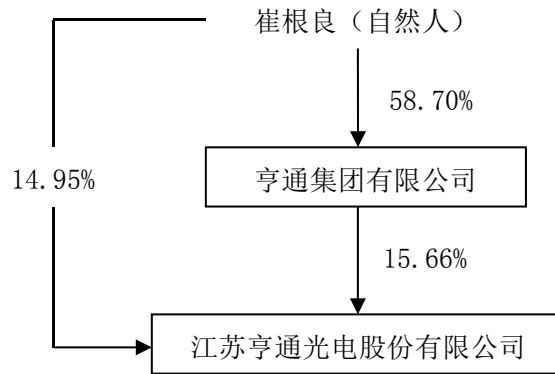 崔根良（自然人）
58.70%
14.95%
亨通集团有限公司
15.66%
江苏亨通光电股份有限公司